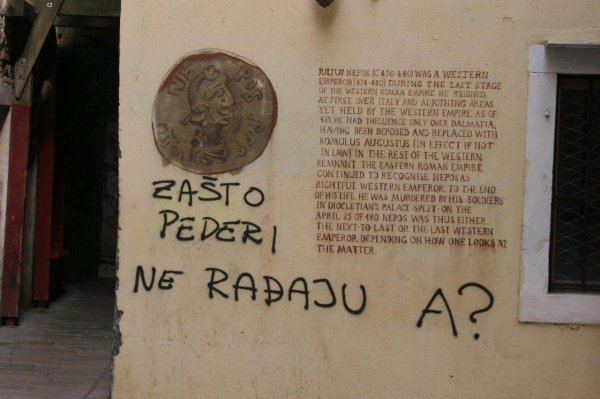 NE POS
JULIUS NEPOS (C 430-480) WAS A WESTERN
EMPEROR (474-480) DURING THE LAST STAGE
OF THE WESTERN ROMAN EMPIRE. HE REIGNED,
AT FIRST, OVER ITALY AND ADJOINING AREAS
YET HELD BY THE WESTERN EMPIRE. AS OF
475, HE HAD INFLUENCE ONLY OVER DALMATIA,
HAVING BEEN DEPOSED AND REPLACED WITH
ROMULUS AUGUSTUS (IN EFFECT IF NOT
IN LAW) IN THE REST OF THE WESTERN
REMNANT. THE EASTERN ROMAN EMPIRE
CONTINUED TO RECOGNISE NEPOS AS
RIGHTFUL WESTERN EMPEROR. TO THE END
OF HIS LIFE. HE WAS MURDERED BY HIS SOLDIERS
IN DIOCLETIAN'S PALACE SPLIT - ON THE
APRIL 25 OF 480. NEPOS WAS THUS EITHER
THE NEXT-TO-LAST OR THE LAST WESTERN
EMPEROR, DEPENDING ON HOW ONE LOOKS AT
THE MATTER.
ZAŠTO
PEDERI
NE RAĐAJU A?